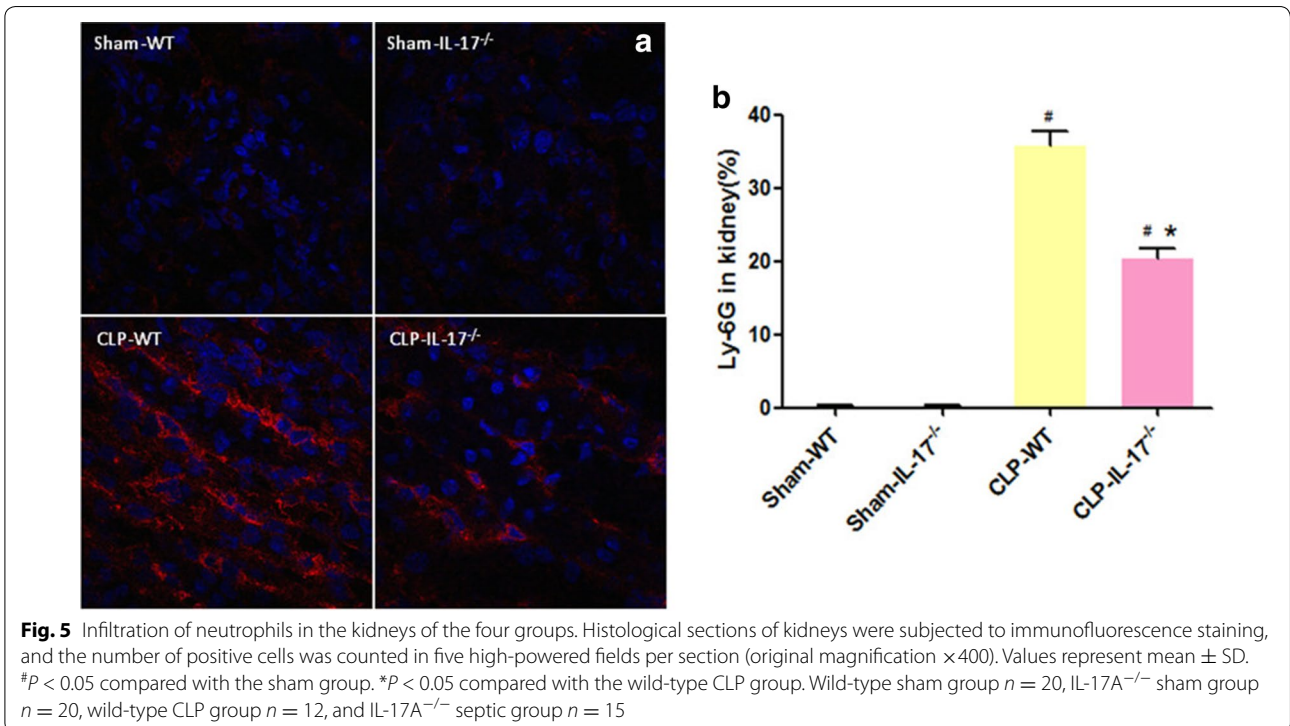 Sham-WT
Sham-IL-17⁻/⁻
a
CLP-WT
CLP-IL-17⁻/⁻
b
Ly-6G in kidney(%)
40
30
20
10
0
#
# *
Sham-WT
Sham-IL-17⁻/⁻
CLP-WT
CLP-IL-17⁻/⁻
Fig. 5 Infiltration of neutrophils in the kidneys of the four groups. Histological sections of kidneys were subjected to immunofluorescence staining,
and the number of positive cells was counted in five high-powered fields per section (original magnification ×400). Values represent mean ± SD.
#P < 0.05 compared with the sham group. *P < 0.05 compared with the wild-type CLP group. Wild-type sham group n = 20, IL-17A⁻/⁻ sham group
n = 20, wild-type CLP group n = 12, and IL-17A⁻/⁻ septic group n = 15